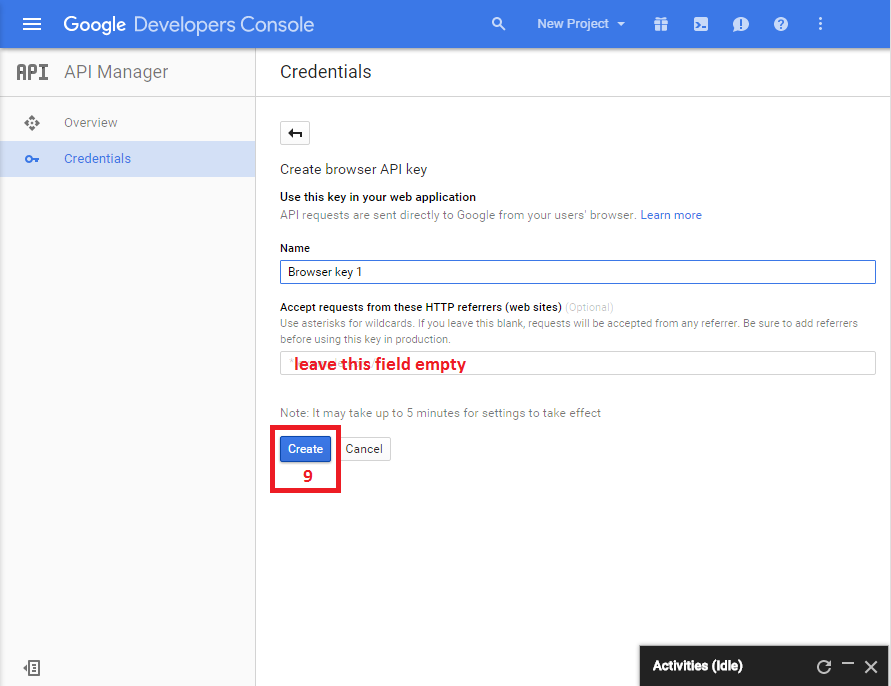 Google Developers Console
New Project
API
API Manager
Credentials
Overview
Credentials
Create browser API key
Use this key in your web application
API requests are sent directly to Google from your users' browser. Learn more
Name
Browser key 1
Accept requests from these HTTP referrers (web sites) (Optional)
Use asterisks for wildcards. If you leave this blank, requests will be accepted from any referrer. Be sure to add referrers
before using this key in production.
leave this field empty
Note: It may take up to 5 minutes for settings to take effect
Create
Cancel
9
Activities (Idle)